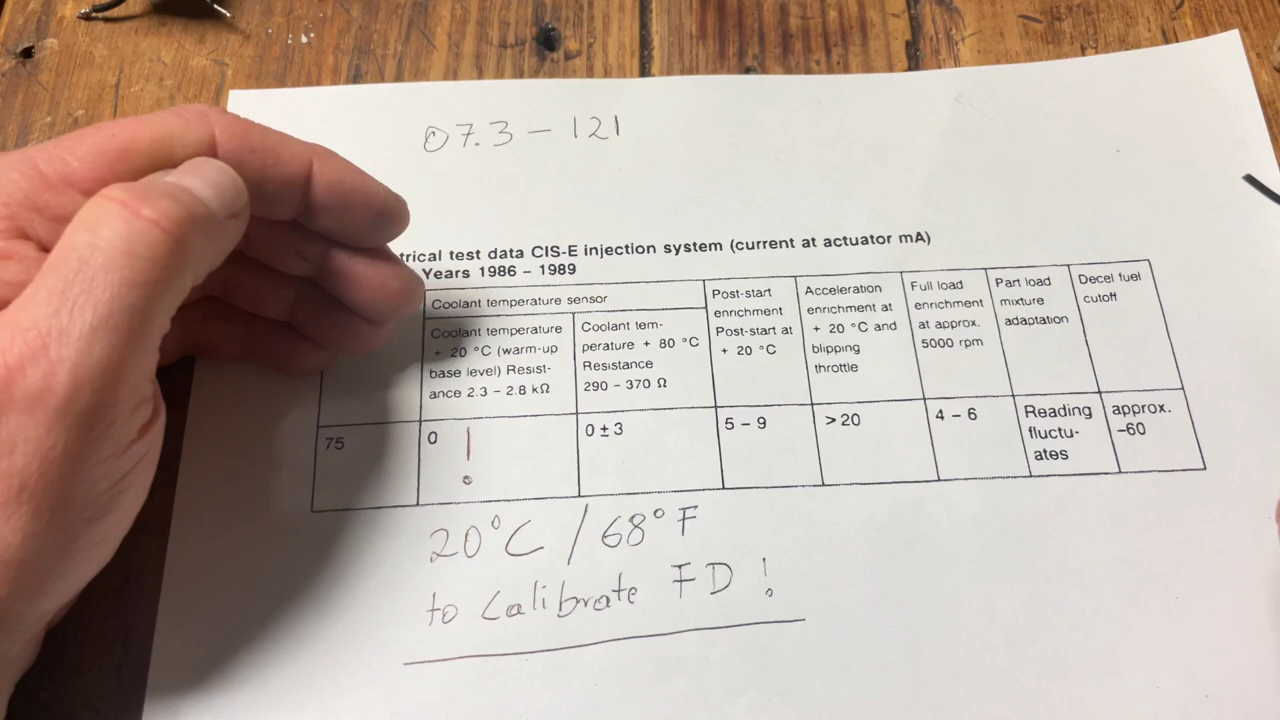 07.3 - 121
trical test data CIS-E injection system (current at actuator mA)
Years 1986 – 1989
Coolant temperature sensor
Coolant temperature
+ 20 °C (warm-up
base level) Resist-
ance 2.3 – 2.8 kΩ
Coolant tem-
perature + 80 °C
Resistance
290 – 370 Ω
Post-start
enrichment
Post-start at
+ 20 °C
Acceleration
enrichment at
+ 20 °C and
blipping
throttle
Full load
enrichment
at approx.
5000 rpm
Part load
mixture
adaptation
Decel fuel
cutoff
75
0 !
0 ± 3
5 – 9
>20
4 – 6
Reading
fluctu-
ates
approx.
-60
20°C / 68°F
to calibrate FD !